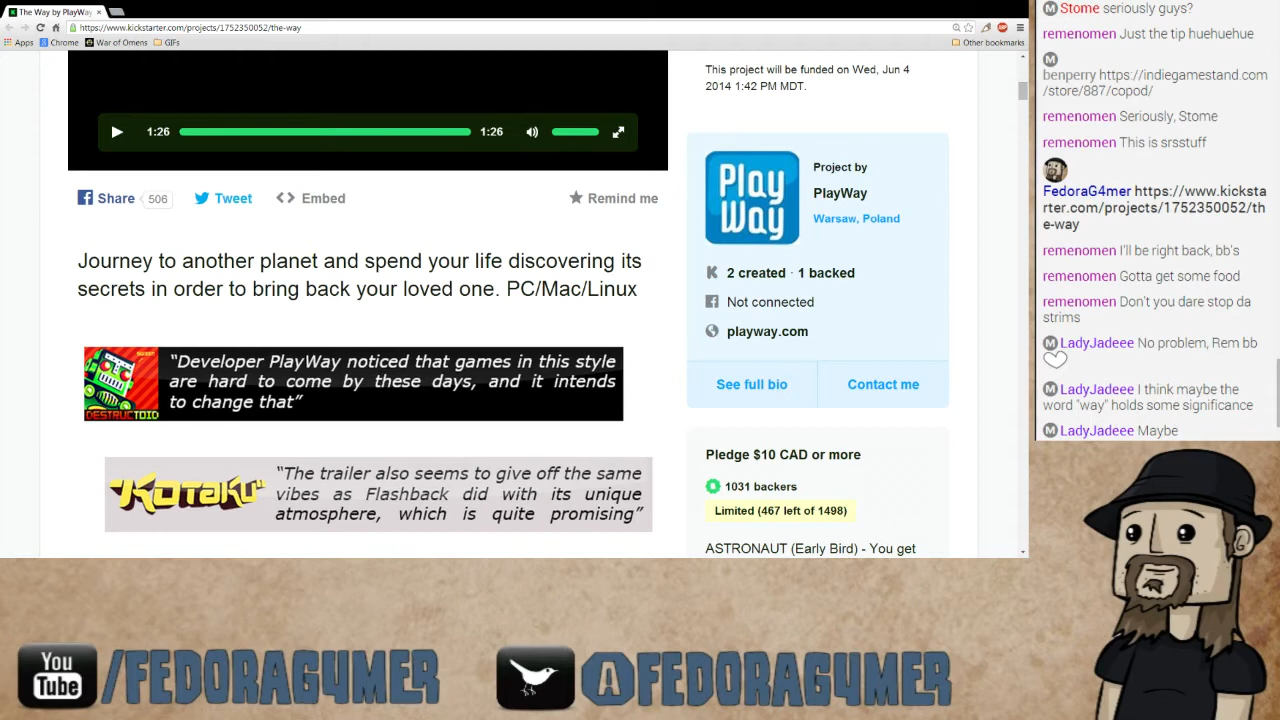 The Way by PlayWay
https://www.kickstarter.com/projects/1752350052/the-way
Apps Chrome War of Omens GIFs Other bookmarks
1:26 1:26
Share 506 Tweet Embed Remind me
Journey to another planet and spend your life discovering its
secrets in order to bring back your loved one. PC/Mac/Linux
DESTRUCTOID
“Developer PlayWay noticed that games in this style
are hard to come by these days, and it intends
to change that”
KOTAKU
“The trailer also seems to give off the same
vibes as Flashback did with its unique
atmosphere, which is quite promising”
This project will be funded on Wed, Jun 4
2014 1:42 PM MDT.
Play
Way
Project by
PlayWay
Warsaw, Poland
2 created · 1 backed
Not connected
playway.com
See full bio Contact me
Pledge $10 CAD or more
1031 backers
Limited (467 left of 1498)
ASTRONAUT (Early Bird) - You get
Stome seriously guys?
remenomen Just the tip huehuehue
benperry https://indiegamestand.com
/store/887/copod/
remenomen Seriously, Stome
remenomen This is srsstuff
FedoraG4mer https://www.kicksta
rter.com/projects/1752350052/th
e-way
remenomen I'll be right back, bb's
remenomen Gotta get some food
remenomen Don't you dare stop da
strims
LadyJadeee No problem, Rem bb
LadyJadeee I think maybe the
word "way" holds some significance
LadyJadeee Maybe
You
Tube
/FEDORAG4MER
@FEDORAG4MER